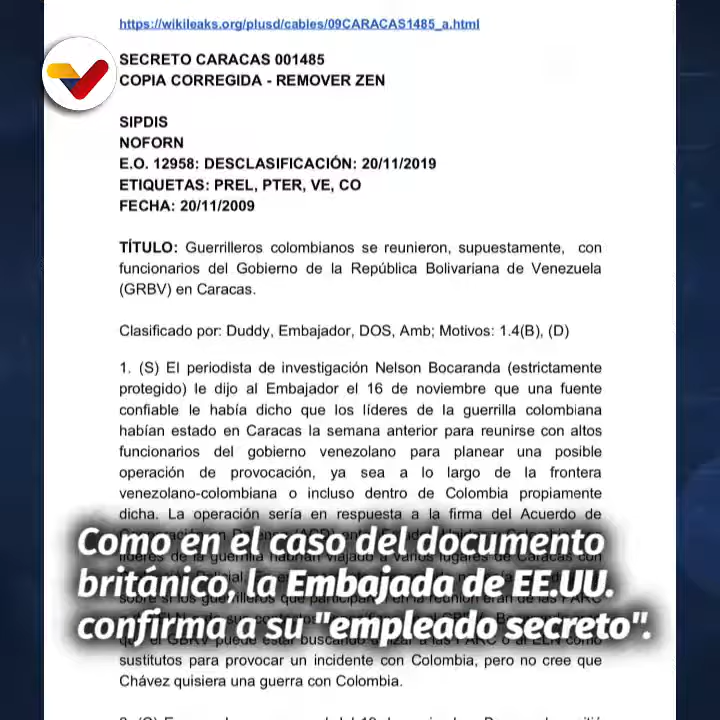 https://wikileaks.org/plusd/cables/09CARACAS1485_a.html
SECRETO CARACAS 001485
COPIA CORREGIDA - REMOVER ZEN
SIPDIS
NOFORN
E.O. 12958: DESCLASIFICACIÓN: 20/11/2019
ETIQUETAS: PREL, PTER, VE, CO
FECHA: 20/11/2009
TÍTULO: Guerrilleros colombianos se reunieron, supuestamente, con
funcionarios del Gobierno de la República Bolivariana de Venezuela
(GRBV) en Caracas.
Clasificado por: Duddy, Embajador, DOS, Amb; Motivos: 1.4(B), (D)
1. (S) El periodista de investigación Nelson Bocaranda (estrictamente
protegido) le dijo al Embajador el 16 de noviembre que una fuente
confiable le había dicho que los líderes de la guerrilla colombiana
habían estado en Caracas la semana anterior para reunirse con altos
funcionarios del gobierno venezolano para planear una posible
operación de provocación, ya sea a lo largo de la frontera
venezolano-colombiana o incluso dentro de Colombia propiamente
dicha. La operación sería en respuesta a la firma del Acuerdo de
Como en el caso del documento
británico, la Embajada de EE.UU.
confirma a su "empleado secreto".
sustitutos para provocar un incidente con Colombia, pero no cree que
Chávez quisiera una guerra con Colombia.